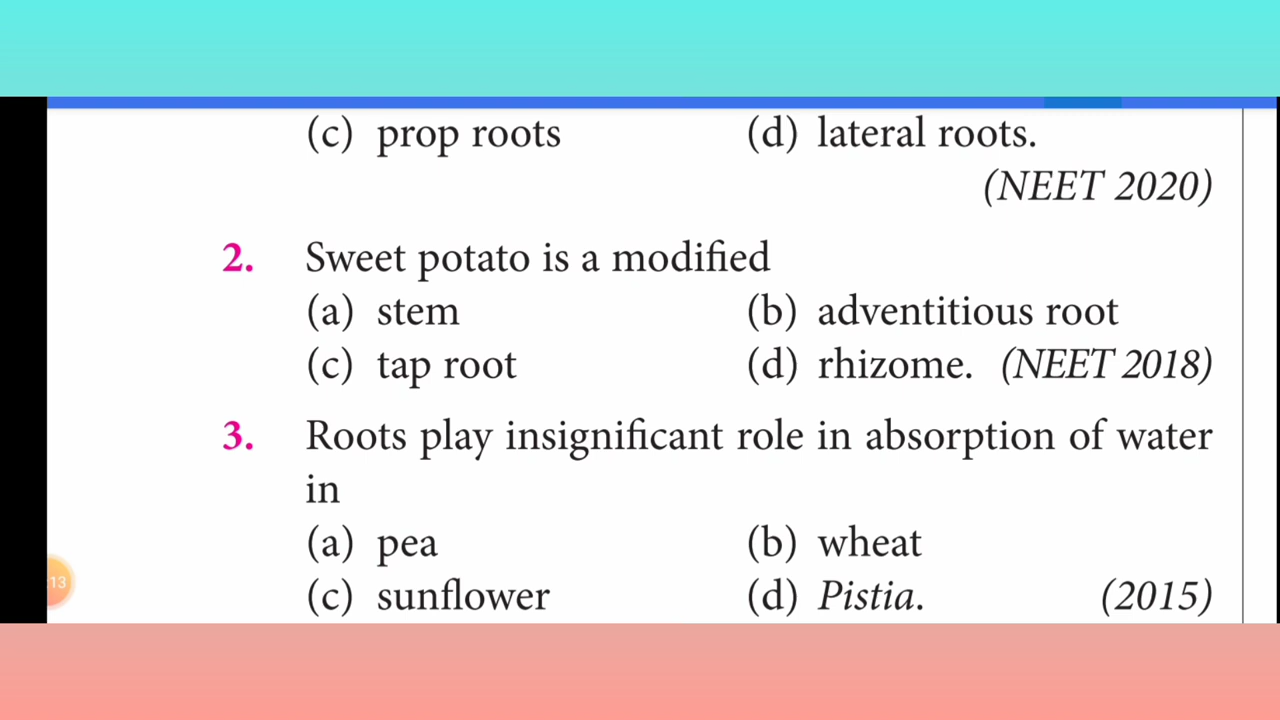 (c) prop roots (d) lateral roots.
(NEET 2020)
2. Sweet potato is a modified
(a) stem (b) adventitious root
(c) tap root (d) rhizome. (NEET 2018)
3. Roots play insignificant role in absorption of water
in
(a) pea (b) wheat
(c) sunflower (d) Pistia. (2015)
:13